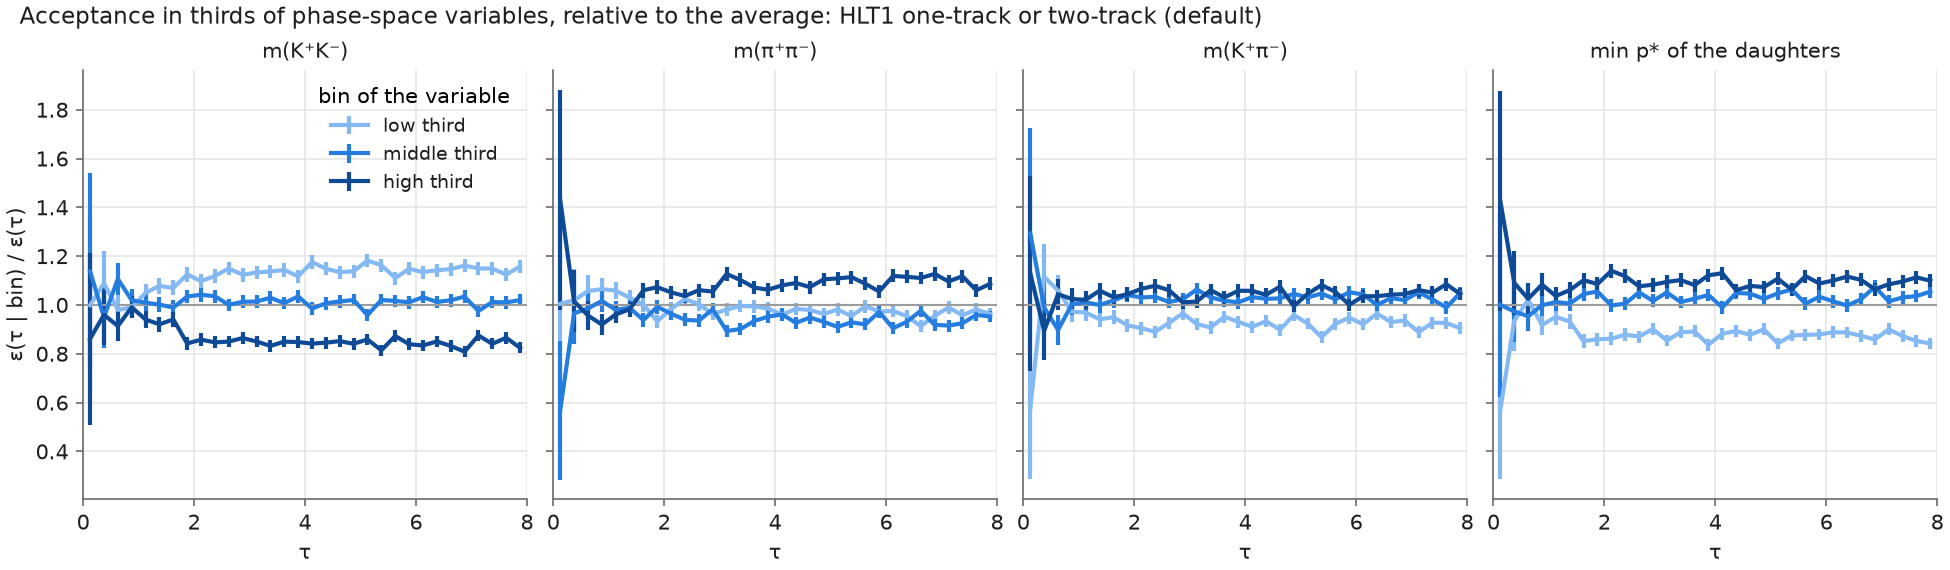 Acceptance in thirds of phase-space variables, relative to the average: HLT1 one-track or two-track (default)
m(K⁺K⁻)
m(π⁺π⁻)
m(K⁺π⁻)
min p* of the daughters
bin of the variable
low third
middle third
high third
ε(τ | bin) / ε(τ)
1.8
1.6
1.4
1.2
1.0
0.8
0.6
0.4
0 2 4 6 8
0 2 4 6 8
0 2 4 6 8
0 2 4 6 8
τ
τ
τ
τ